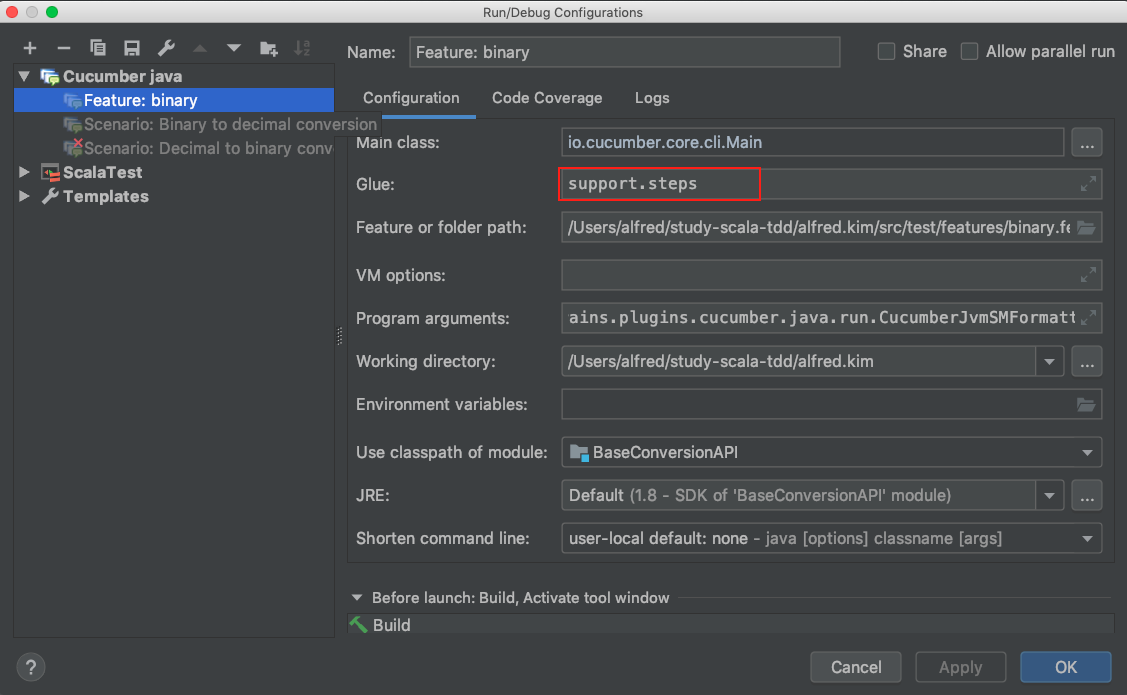 Run/Debug Configurations
Name: Feature: binary Share Allow parallel run
Cucumber java
Feature: binary
Scenario: Binary to decimal conversion
Scenario: Decimal to binary conv
ScalaTest
Templates
Configuration Code Coverage Logs
Main class: io.cucumber.core.cli.Main ...
Glue: support.steps
Feature or folder path: /Users/alfred/study-scala-tdd/alfred.kim/src/test/features/binary.fe
VM options:
Program arguments: ains.plugins.cucumber.java.run.CucumberJvmSMFormatt
Working directory: /Users/alfred/study-scala-tdd/alfred.kim ...
Environment variables:
Use classpath of module: BaseConversionAPI
JRE: Default (1.8 - SDK of 'BaseConversionAPI' module) ...
Shorten command line: user-local default: none - java [options] classname [args]
Before launch: Build, Activate tool window
Build
? Cancel Apply OK